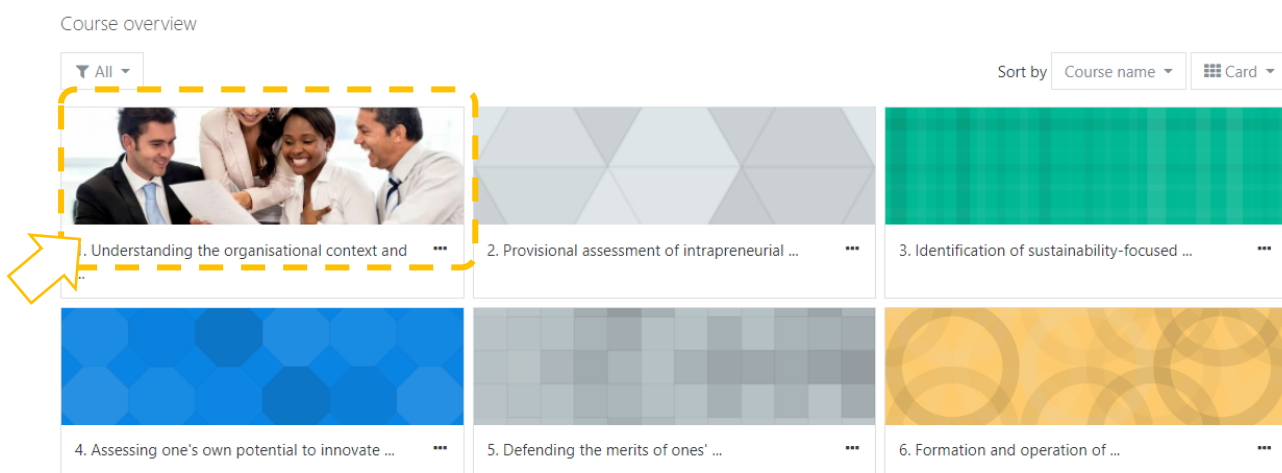 Course overview
All
Sort by Course name Card
1. Understanding the organisational context and
...
2. Provisional assessment of intrapreneurial ...
3. Identification of sustainability-focused ...
4. Assessing one's own potential to innovate ...
5. Defending the merits of ones' ...
6. Formation and operation of ...